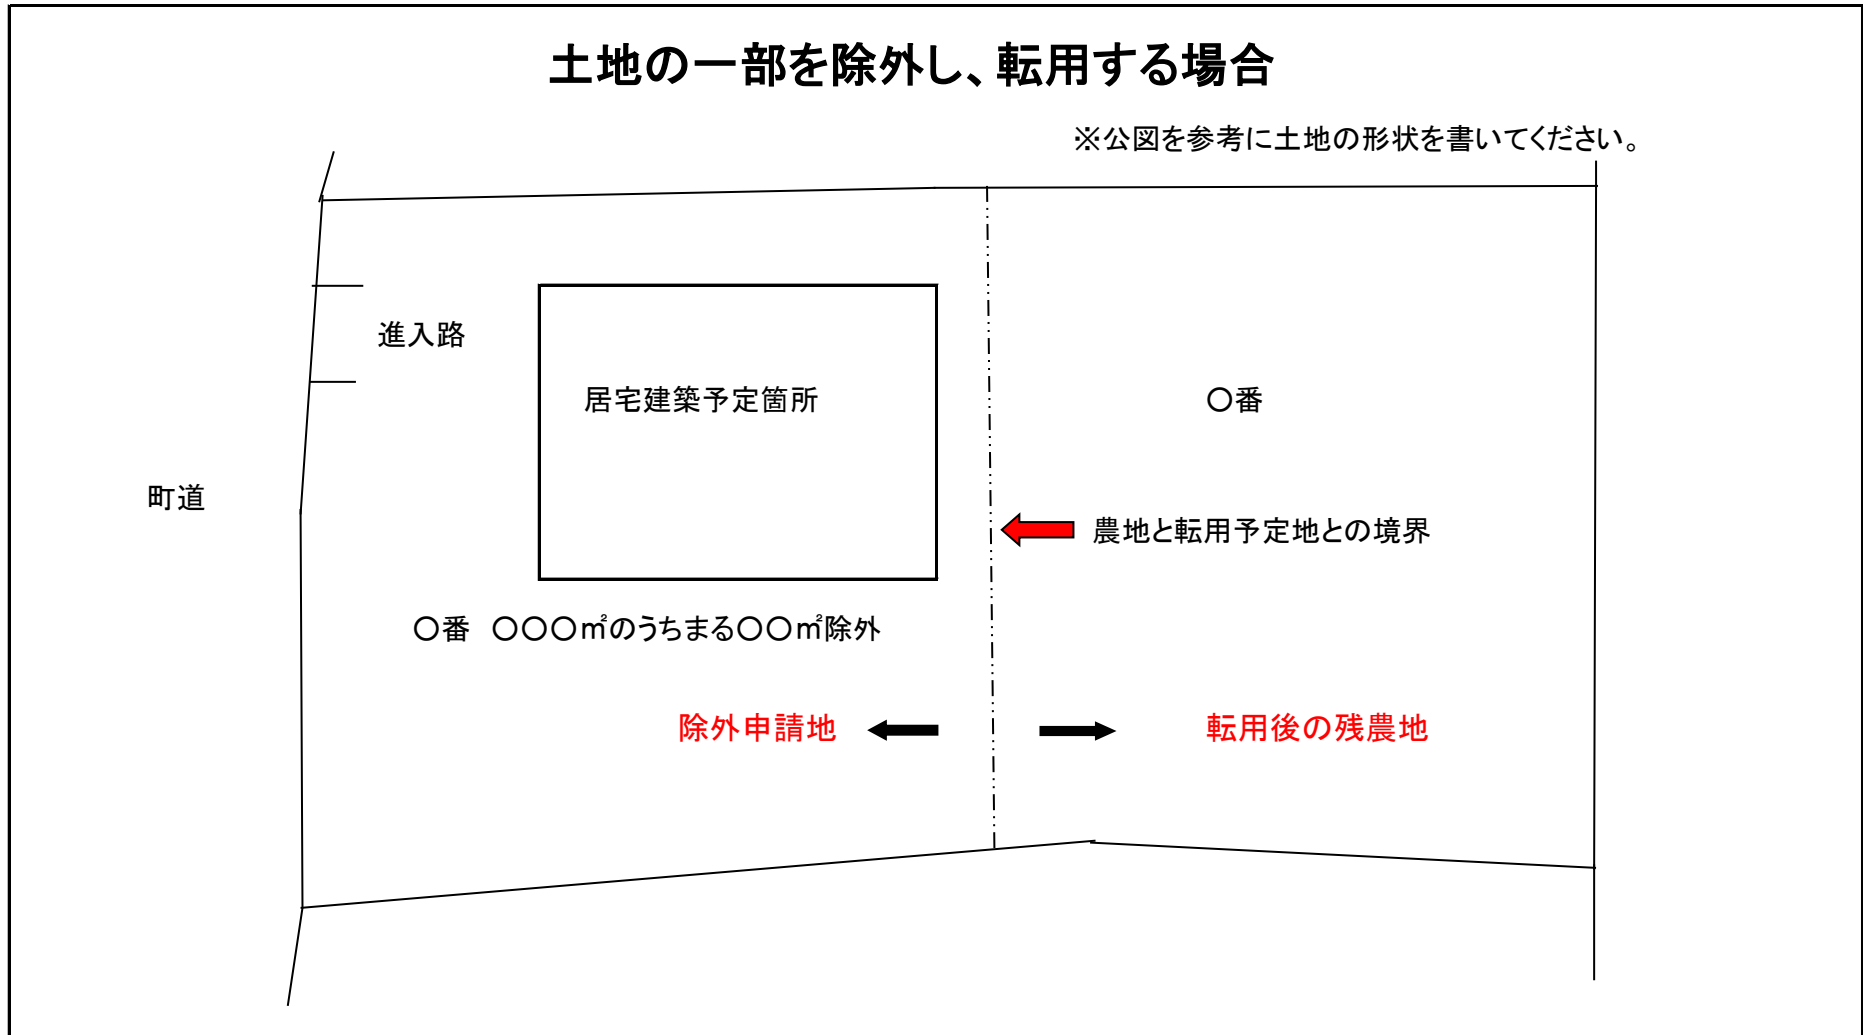 土地の一部を除外し、転用する場合
※公図を参考に土地の形状を書いてください。
進入路
居宅建築予定箇所
〇番
町道
農地と転用予定地との境界
〇番　〇〇〇㎡のうちまる〇〇㎡除外
除外申請地
転用後の残農地